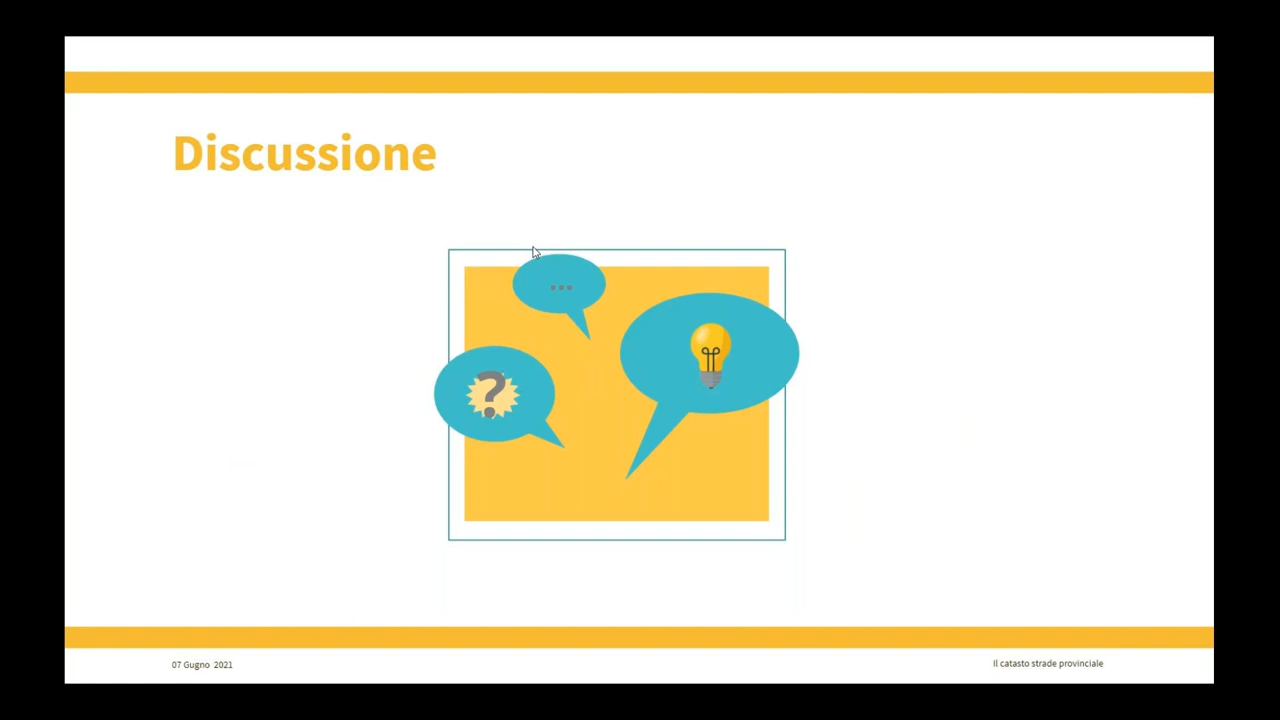 Discussione
...
?
07 Gugno 2021
Il catasto strade provinciale